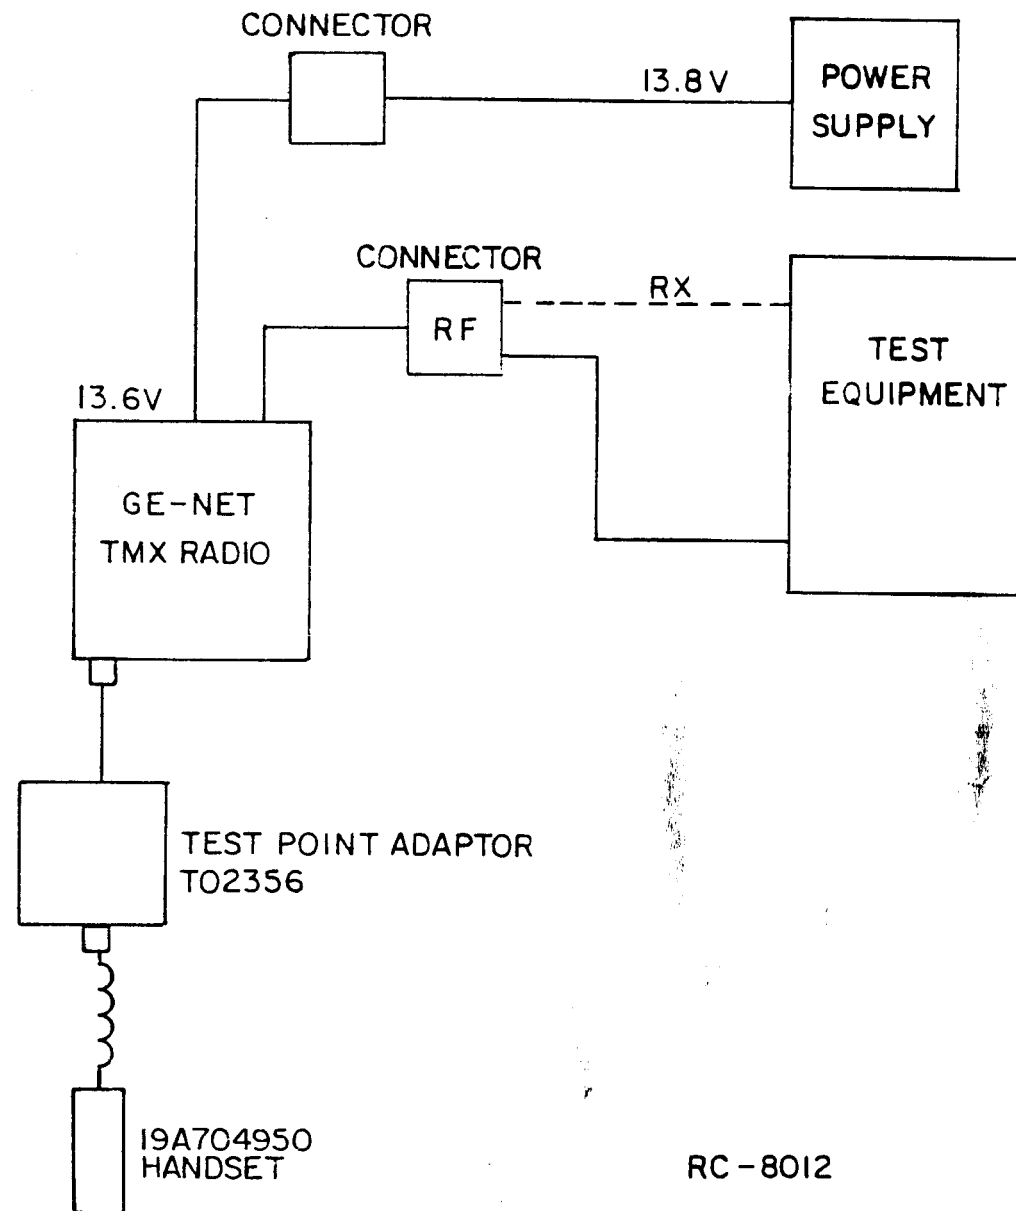 CONNECTOR
13.8V
POWER
SUPPLY
CONNECTOR
RX
RF
TEST
EQUIPMENT
13.6V
GE-NET
TMX RADIO
TEST POINT ADAPTOR
TO2356
19A704950
HANDSET
RC-8012